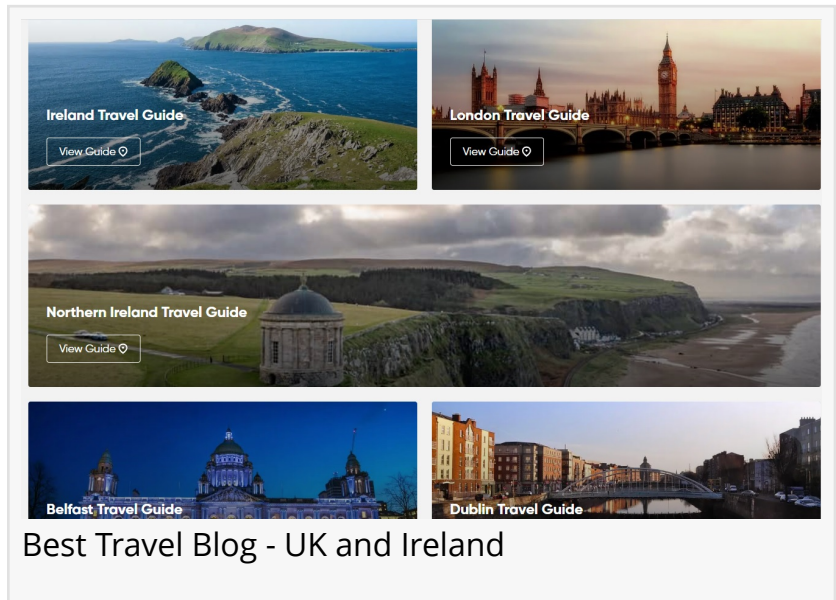 Ireland Travel Guide
View Guide
London Travel Guide
View Guide
Northern Ireland Travel Guide
View Guide
Belfast Travel Guide
Dublin Travel Guide
Best Travel Blog - UK and Ireland